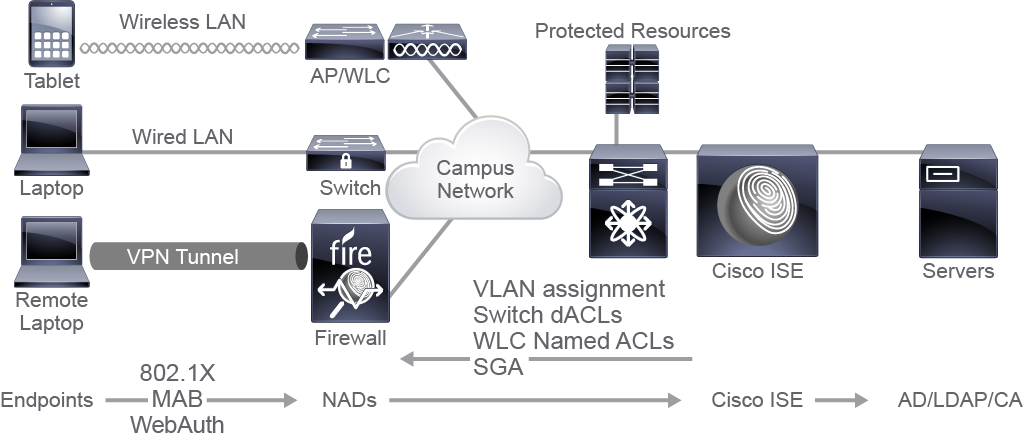 Wireless LAN
Protected Resources
Tablet
AP/WLC
Wired LAN
Campus
Network
Laptop
Switch
VPN Tunnel
fire
Cisco ISE
Servers
Remote
Laptop
Firewall
VLAN assignment
Switch dACLs
WLC Named ACLs
SGA
Endpoints
802.1X
MAB
WebAuth
NADs
Cisco ISE
AD/LDAP/CA